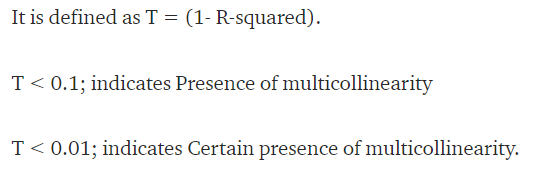 It is defined as T = (1- R-squared).
T < 0.1; indicates Presence of multicollinearity
T < 0.01; indicates Certain presence of multicollinearity.